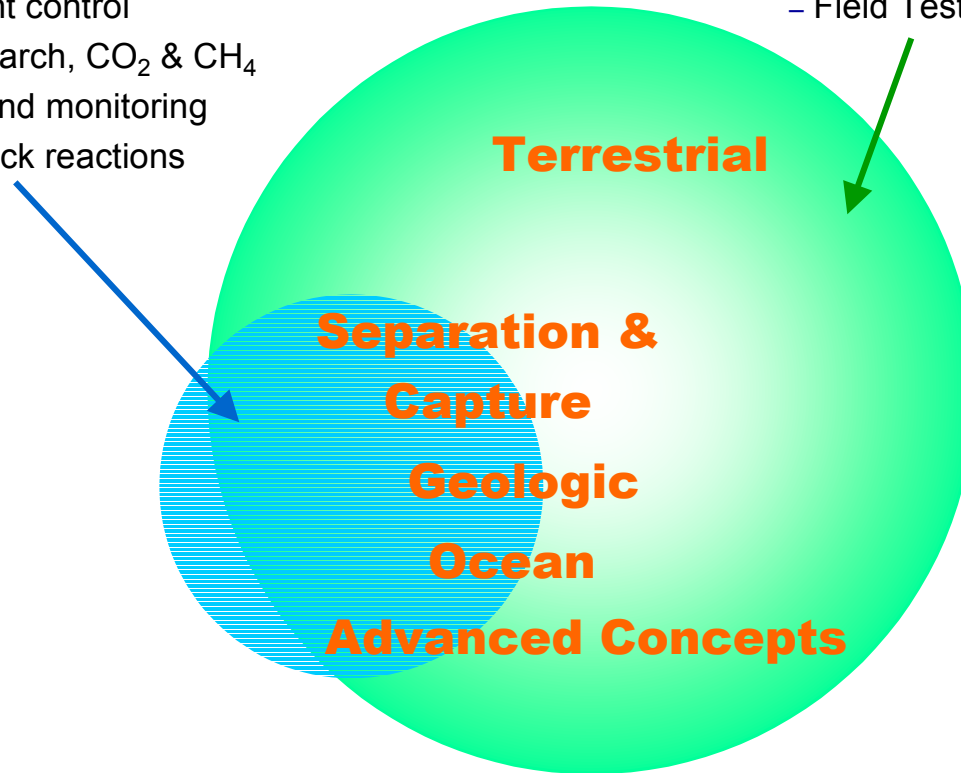 nt control
– Field Test
arch, CO₂ & CH₄
nd monitoring
ck reactions
Terrestrial
Separation &
Capture
Geologic
Ocean
Advanced Concepts